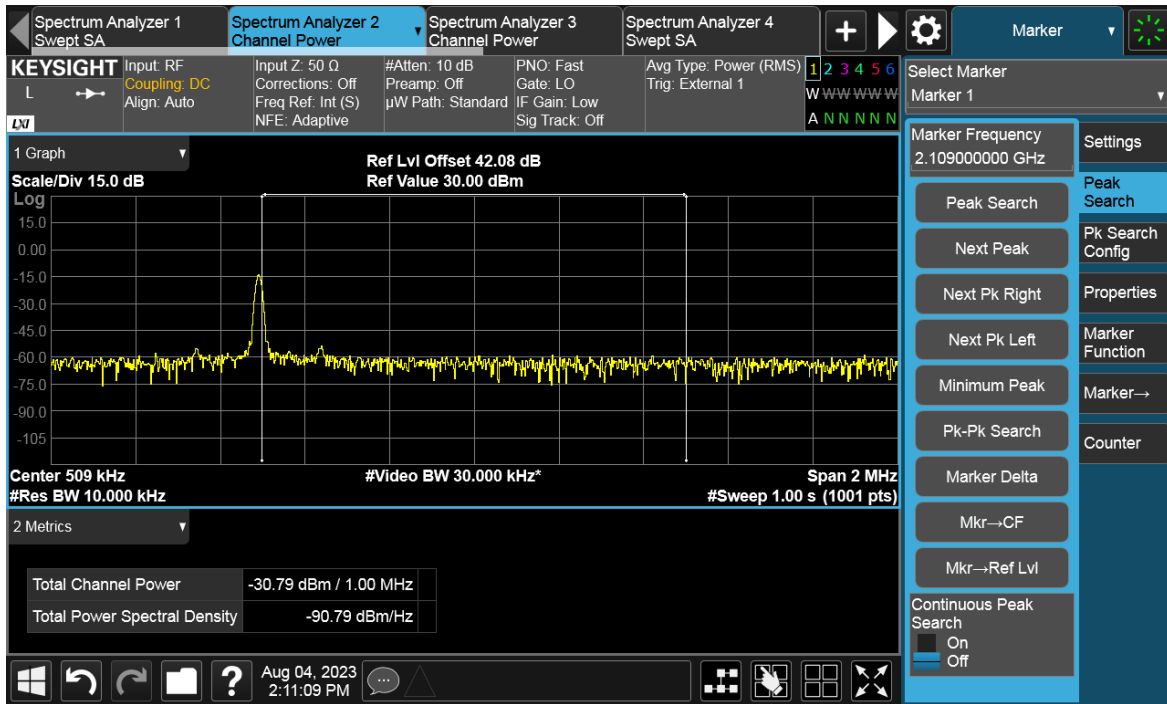 Spectrum Analyzer 1
Swept SA
Spectrum Analyzer 2
Channel Power
Spectrum Analyzer 3
Channel Power
Spectrum Analyzer 4
Swept SA
+
Marker
KEYSIGHT
L
LXI
Input: RF
Coupling: DC
Align: Auto
Input Z: 50 Ω
Corrections: Off
Freq Ref: Int (S)
NFE: Adaptive
#Atten: 10 dB
Preamp: Off
µW Path: Standard
PNO: Fast
Gate: LO
IF Gain: Low
Sig Track: Off
Avg Type: Power (RMS)
Trig: External 1
1 2 3 4 5 6
W W W W W W
A N N N N N
Select Marker
Marker 1
Marker Frequency
2.109000000 GHz
Peak Search
Next Peak
Next Pk Right
Next Pk Left
Minimum Peak
Pk-Pk Search
Marker Delta
Mkr→CF
Mkr→Ref Lvl
Continuous Peak
Search
On
Off
Settings
Peak
Search
Pk Search
Config
Properties
Marker
Function
Marker→
Counter
1 Graph
Scale/Div 15.0 dB
Ref Lvl Offset 42.08 dB
Ref Value 30.00 dBm
Log
15.0
0.00
-15.0
-30.0
-45.0
-60.0
-75.0
-90.0
-105
Center 509 kHz
#Video BW 30.000 kHz*
Span 2 MHz
#Res BW 10.000 kHz
#Sweep 1.00 s (1001 pts)
2 Metrics
Total Channel Power -30.79 dBm / 1.00 MHz
Total Power Spectral Density -90.79 dBm/Hz
?
Aug 04, 2023
2:11:09 PM